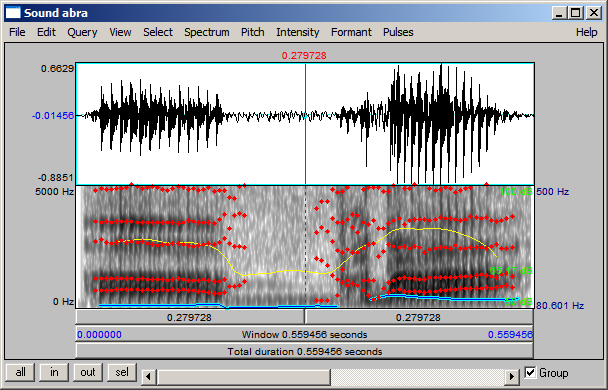 Sound abra
File Edit Query View Select Spectrum Pitch Intensity Formant Pulses Help
0.279728
0.6629
-0.01456
-0.8851
5000 Hz 500 Hz
0 Hz 80.601 Hz
0.279728 0.279728
0.000000 Window 0.559456 seconds 0.559456
Total duration 0.559456 seconds
all in out sel Group